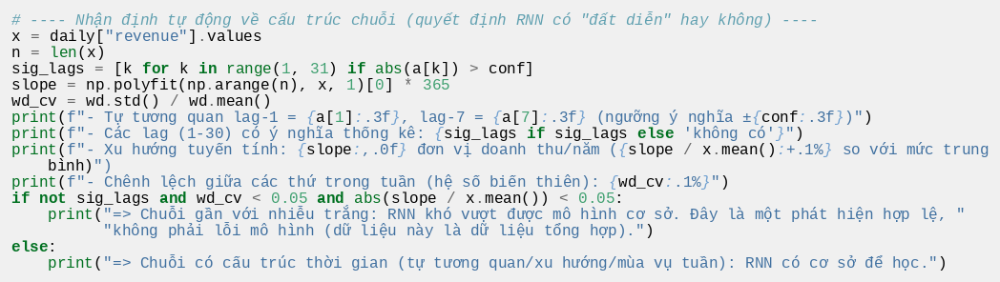 # ---- Nhận định tự động về cấu trúc chuỗi (quyết định RNN có "đất diễn" hay không) ----
x = daily["revenue"].values
n = len(x)
sig_lags = [k for k in range(1, 31) if abs(a[k]) > conf]
slope = np.polyfit(np.arange(n), x, 1)[0] * 365
wd_cv = wd.std() / wd.mean()
print(f"- Tự tương quan lag-1 = {a[1]:.3f}, lag-7 = {a[7]:.3f} (ngưỡng ý nghĩa ±{conf:.3f})")
print(f"- Các lag (1-30) có ý nghĩa thống kê: {sig_lags if sig_lags else 'không có'}")
print(f"- Xu hướng tuyến tính: {slope:,.0f} đơn vị doanh thu/năm ({slope / x.mean():+.1%} so với mức trung
    bình)")
print(f"- Chênh lệch giữa các thứ trong tuần (hệ số biến thiên): {wd_cv:.1%}")
if not sig_lags and wd_cv < 0.05 and abs(slope / x.mean()) < 0.05:
    print("=> Chuỗi gần với nhiễu trắng: RNN khó vượt được mô hình cơ sở. Đây là một phát hiện hợp lệ, "
          "không phải lỗi mô hình (dữ liệu này là dữ liệu tổng hợp).")
else:
    print("=> Chuỗi có cấu trúc thời gian (tự tương quan/xu hướng/mùa vụ tuần): RNN có cơ sở để học.")